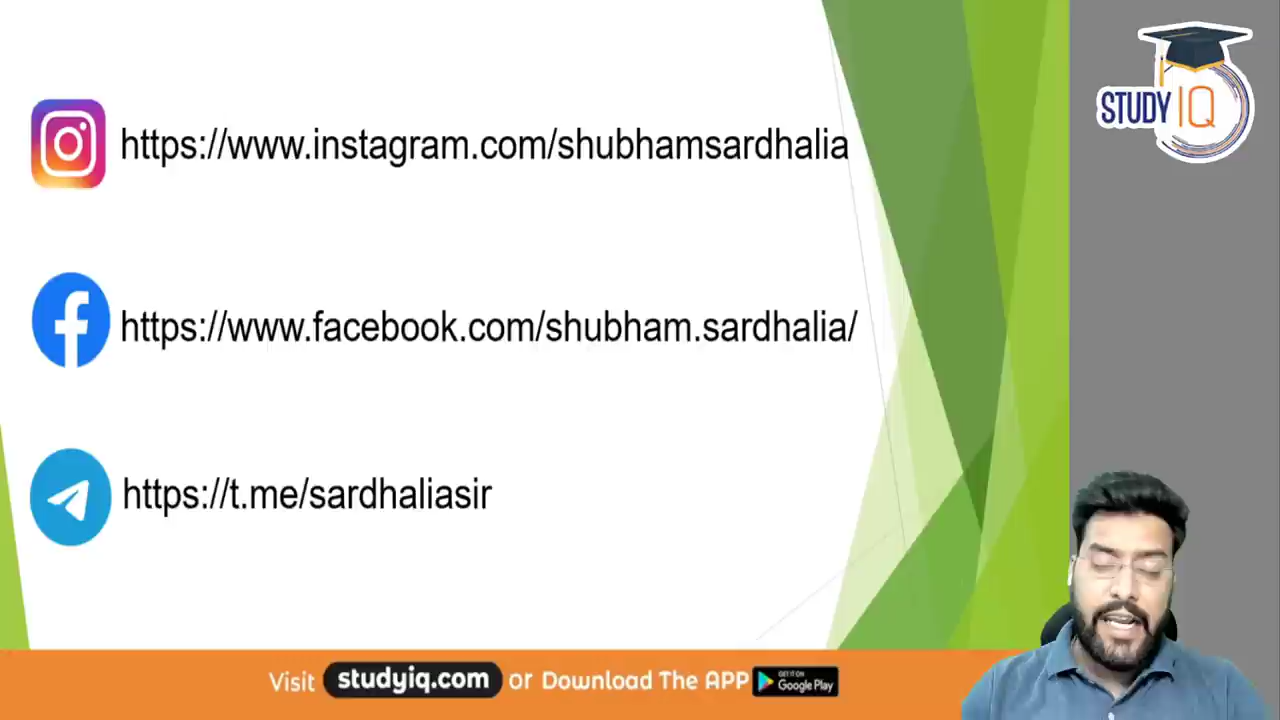 https://www.instagram.com/shubhamsardhalia
STUDY IQ
https://www.facebook.com/shubham.sardhalia/
https://t.me/sardhaliasir
Visit studyiq.com or Download The APP GET IT ON Google Play